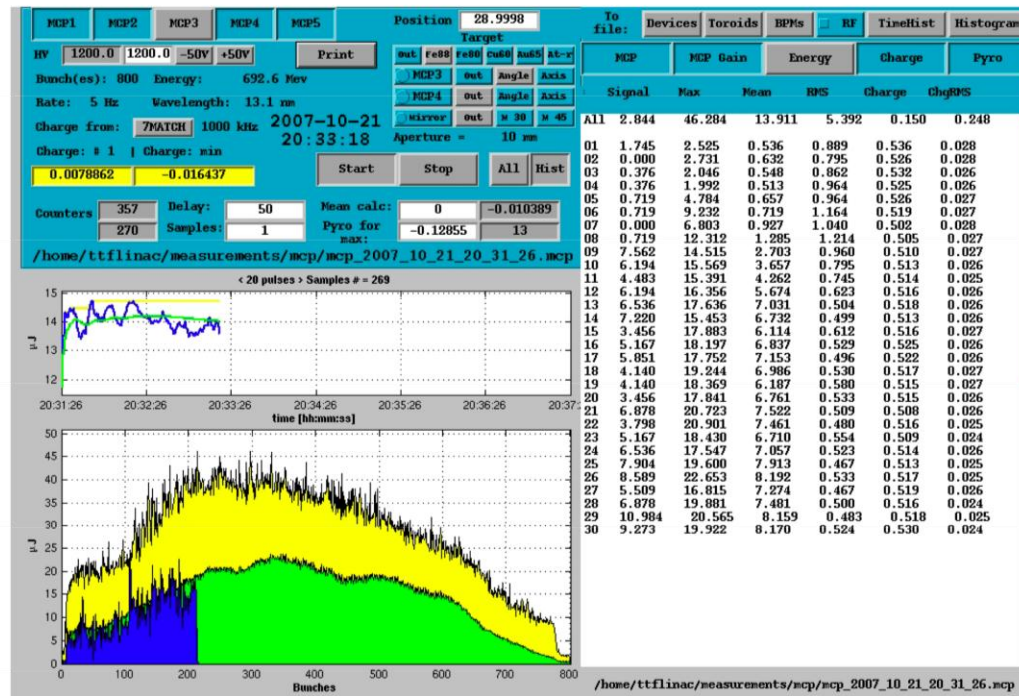 MCP1 MCP2 MCP3 MCP4 MCP5
HV 1200.0 1200.0 -50V +50V Print
Bunch(es): 800 Energy: 692.6 Mev
Rate: 5 Hz Wavelength: 13.1 nm
Charge from: 7MATCH 1000 kHz
2007-10-21
20:33:18
Charge: # 1 | Charge: min
0.0078862 -0.016437
Position 28.9998
Target
Out Fe88 Fe80 Cu60 Au65 At-r
MCP3 Out Angle Axis
MCP4 Out Angle Axis
Mirror Out M 30 M 45
Aperture = 10 mm
Start Stop All Hist
Counters 357 Delay: 50 Mean calc: 0 -0.010389
270 Samples: 1 Pyro for max: -0.12855 13
/home/ttflinac/measurements/mcp/mcp_2007_10_21_20_31_26.mcp
< 20 pulses > Samples # = 269
15
14
13
12
µJ
20:31:26 20:32:26 20:33:26 20:34:26 20:35:26 20:36:26 20:37:
time [hh:mm:ss]
50
45
40
35
30
25
20
15
10
5
0
µJ
0 100 200 300 400 500 600 700 800
Bunches
To file: Devices Toroids BPMs RF TimeHist Histogram
MCP MCP Gain Energy Charge Pyro
Signal Max Mean RMS Charge ChgRMS
All 2.844 46.284 13.911 5.392 0.150 0.248
01 1.745 2.525 0.536 0.889 0.536 0.028
02 0.000 2.731 0.632 0.795 0.526 0.028
03 0.376 2.046 0.548 0.862 0.532 0.026
04 0.376 1.992 0.513 0.964 0.525 0.026
05 0.719 4.784 0.657 0.964 0.526 0.027
06 0.719 9.232 0.719 1.164 0.519 0.027
07 0.000 6.803 0.927 1.040 0.502 0.028
08 0.719 12.312 1.285 1.214 0.505 0.027
09 7.562 14.515 2.703 0.960 0.510 0.027
10 6.194 15.569 3.657 0.795 0.513 0.026
11 4.483 15.391 4.262 0.745 0.514 0.025
12 6.194 16.356 5.674 0.623 0.516 0.026
13 6.536 17.636 7.031 0.504 0.518 0.026
14 7.220 15.453 6.732 0.499 0.513 0.026
15 3.456 17.883 6.114 0.612 0.516 0.027
16 5.167 18.197 6.837 0.529 0.525 0.026
17 5.851 17.752 7.153 0.496 0.522 0.026
18 4.140 19.244 6.986 0.530 0.517 0.027
19 4.140 18.369 6.187 0.580 0.515 0.027
20 3.456 17.841 6.761 0.533 0.515 0.026
21 6.878 20.723 7.522 0.509 0.508 0.026
22 3.798 20.901 7.461 0.480 0.516 0.025
23 5.167 18.430 6.710 0.554 0.509 0.024
24 6.536 17.547 7.057 0.523 0.514 0.026
25 7.904 19.600 7.913 0.467 0.513 0.025
26 8.589 22.653 8.192 0.533 0.517 0.025
27 5.509 16.815 7.274 0.467 0.519 0.026
28 6.878 19.881 7.481 0.500 0.516 0.024
29 10.984 20.565 8.159 0.483 0.518 0.025
30 9.273 19.922 8.170 0.524 0.530 0.024
/home/ttflinac/measurements/mcp/mcp_2007_10_21_20_31_26.mcp